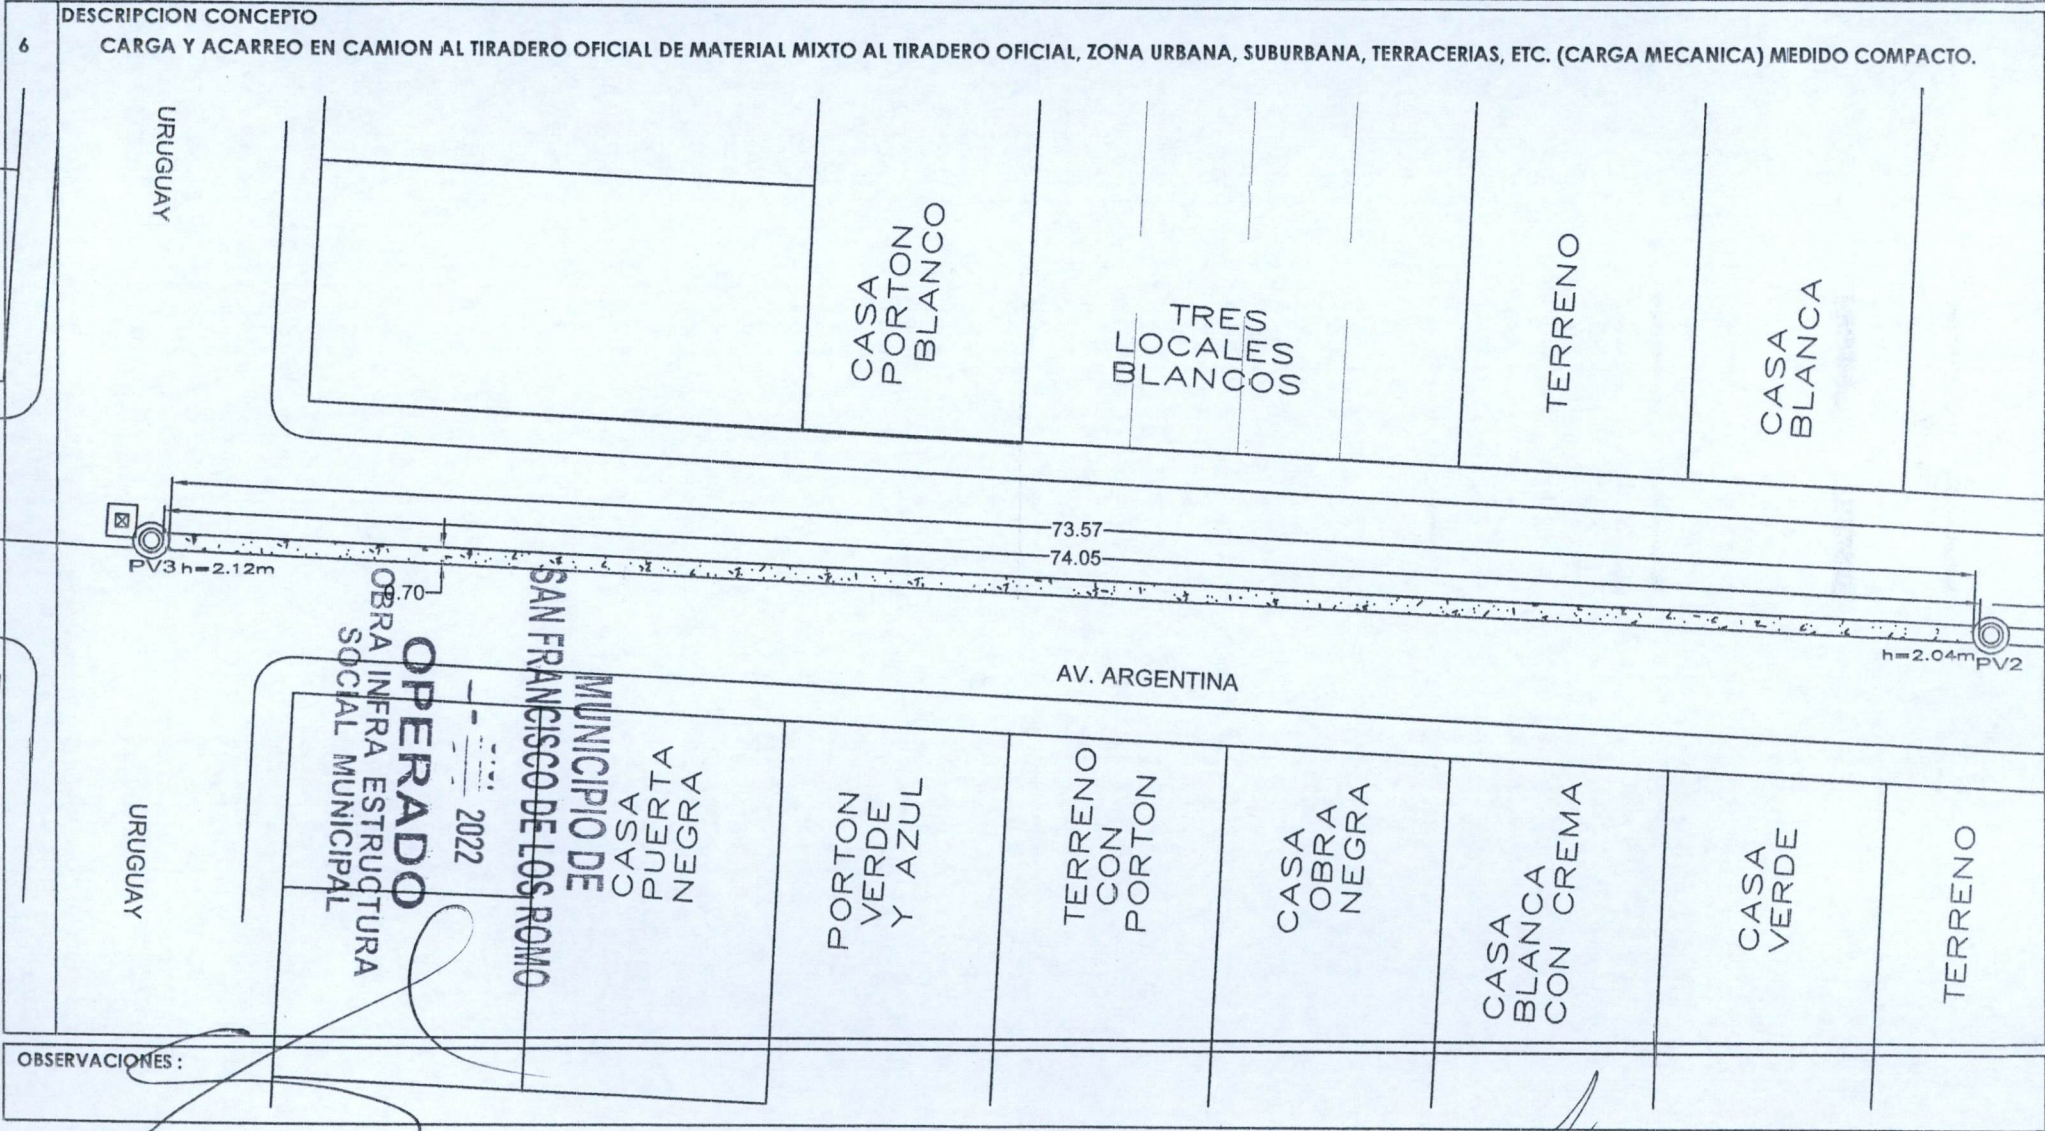 DESCRIPCION CONCEPTO
6
CARGA Y ACARREO EN CAMION AL TIRADERO OFICIAL DE MATERIAL MIXTO AL TIRADERO OFICIAL, ZONA URBANA, SUBURBANA, TERRACERIAS, ETC. (CARGA MECANICA) MEDIDO COMPACTO.
URUGUAY
CASA
PORTON
BLANCO
TRES
LOCALES
BLANCOS
TERRENO
CASA
BLANCA
73.57
74.05
PV3 h=2.12m
0.70
h=2.04m PV2
AV. ARGENTINA
URUGUAY
MUNICIPIO DE
SAN FRANCISCO DE LOS ROMO
2022
OPERADO
OBRA INFRA ESTRUCTURA
SOCIAL MUNICIPAL
CASA
PUERTA
NEGRA
PORTON
VERDE
Y AZUL
TERRENO
CON
PORTON
CASA
OBRA
NEGRA
CASA
BLANCA
CON CREMA
CASA
VERDE
TERRENO
OBSERVACIONES :